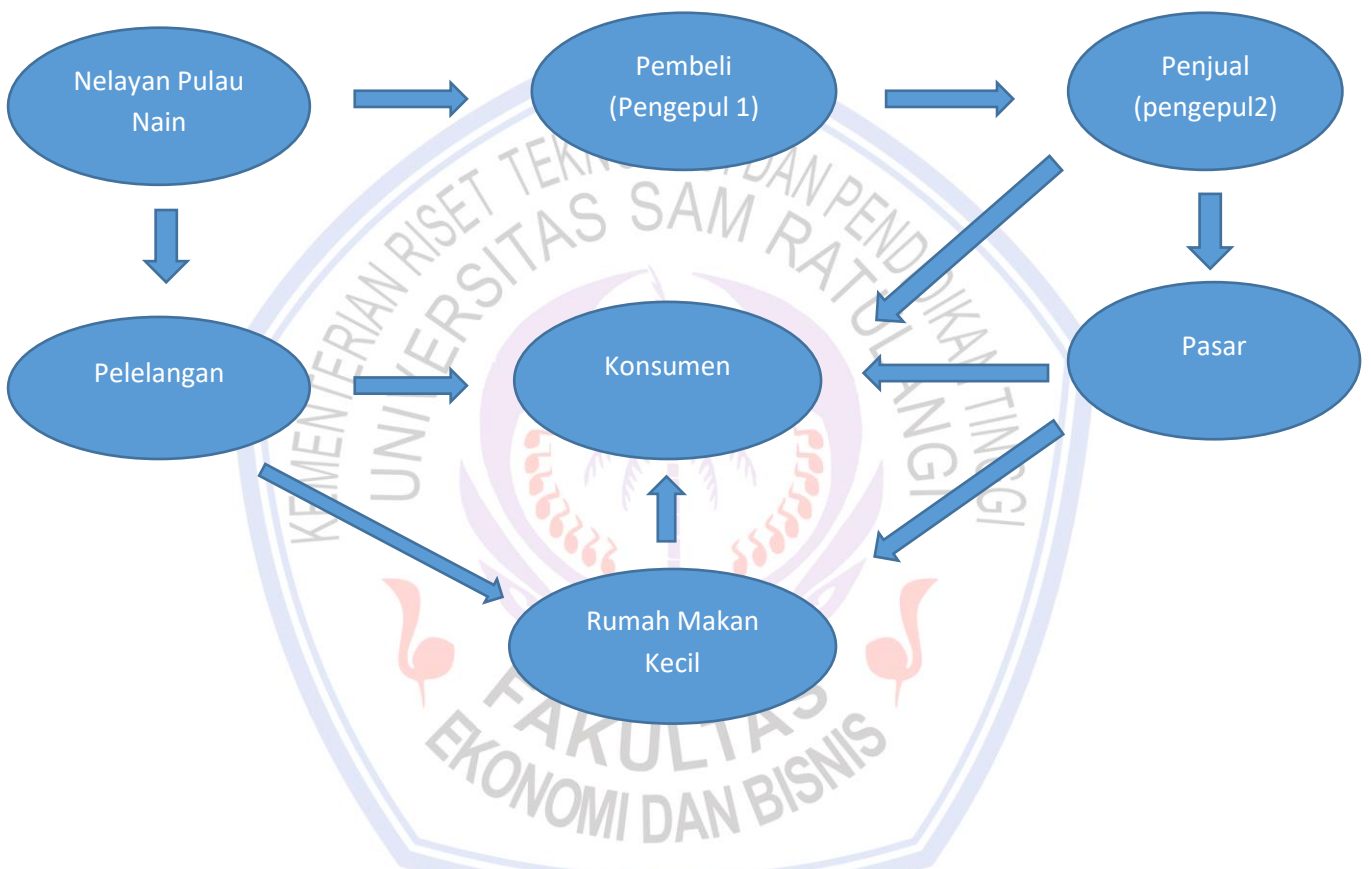 Nelayan Pulau
Nain
Pembeli
(Pengepul 1)
Penjual
(pengepul2)
Pelelangan
Konsumen
Pasar
Rumah Makan
Kecil
KEMENTERIAN RISET TEKNOLOGI DAN PENDIDIKAN TINGGI
UNIVERSITAS SAM RATULANGI
FAKULTAS
EKONOMI DAN BISNIS